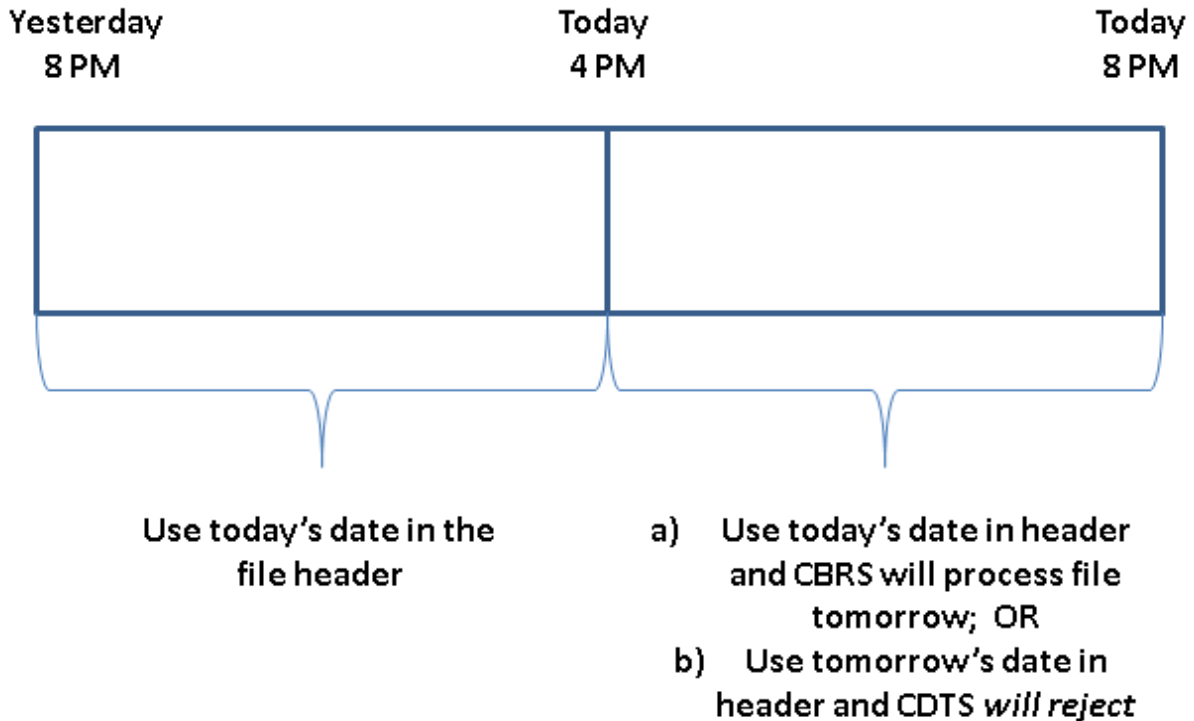 Yesterday
8 PM
Today
4 PM
Today
8 PM
Use today's date in the
file header
a) Use today's date in header
and CBRS will process file
tomorrow; OR
b) Use tomorrow's date in
header and CDTS will reject